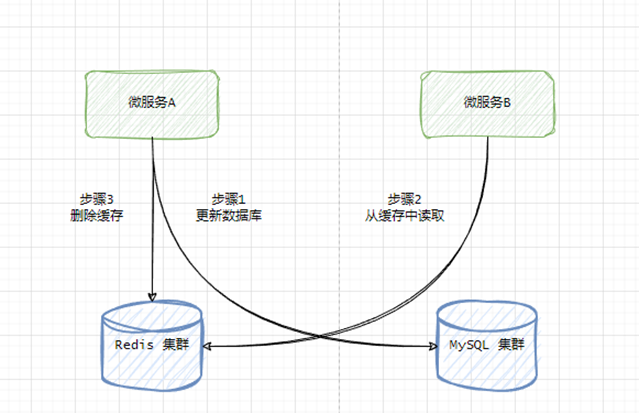 微服务A
微服务B
步骤3
删除缓存
步骤1
更新数据库
步骤2
从缓存中读取
Redis 集群
MySQL 集群